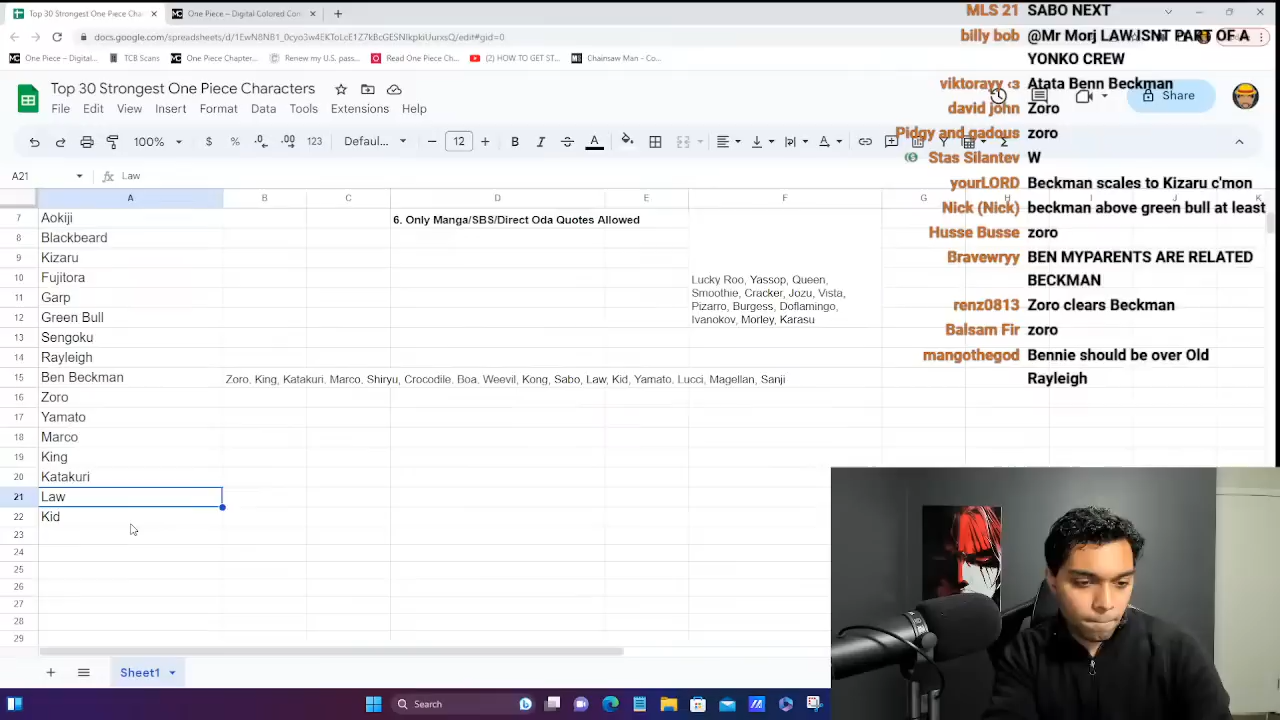 Top 30 Strongest One Piece Characters
One Piece – Digital Colored Con
docs.google.com/spreadsheets/d/1EwN8NB1_0cyo3w4EKToLcE1Z7kBcGESNIkpkiUurxsQ/edit#gid=0
One Piece – Digital...
TCB Scans
Renew my U.S. pass...
Read One Piece Ch...
(2) HOW TO GET ST...
Chainsaw Man - Co...
Top 30 Strongest One Piece Characters
File Edit View Insert Format Data Tools Extensions Help
Share
100% $ % .0 .00 123 Defaul... − 12 + B I A
A21 fx Law
A B C D E F G H I J K
7 Aokiji 6. Only Manga/SBS/Direct Oda Quotes Allowed
8 Blackbeard
9 Kizaru
10 Fujitora
11 Garp
12 Green Bull
Lucky Roo, Yassop, Queen,
Smoothie, Cracker, Jozu, Vista,
Pizarro, Burgess, Doflamingo,
Ivanokov, Morley, Karasu
13 Sengoku
14 Rayleigh
15 Ben Beckman Zoro, King, Katakuri, Marco, Shiryu, Crocodile, Boa, Weevil, Kong, Sabo, Law, Kid, Yamato, Lucci, Magellan, Sanji
16 Zoro
17 Yamato
18 Marco
19 King
20 Katakuri
21 Law
22 Kid
23
24
25
26
27
28
29
+ Sheet1
Search
MLS 21 SABO NEXT
billy bob @Mr Morj LAW ISNT PART OF A
YONKO CREW
viktorayy <3 Atata Benn Beckman
david john Zoro
Pidgy and gadous zoro
Stas Silantev W
yourLORD Beckman scales to Kizaru c'mon
Nick (Nick) beckman above green bull at least
Husse Busse zoro
Bravewryy BEN MYPARENTS ARE RELATED
BECKMAN
renz0813 Zoro clears Beckman
Balsam Fir zoro
mangothegod Bennie should be over Old
Rayleigh